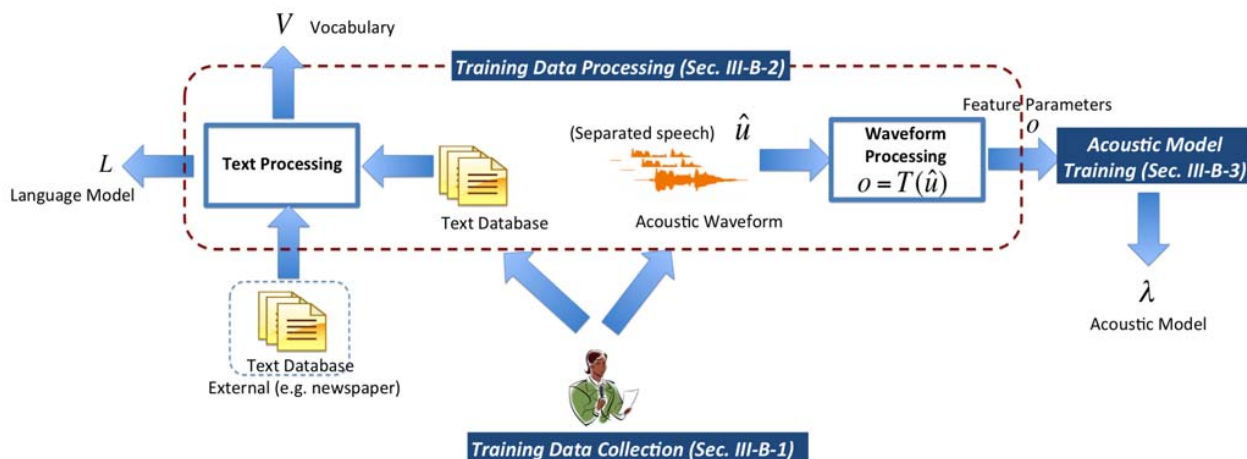 V Vocabulary
Training Data Processing (Sec. III-B-2)
Feature Parameters
o
(Separated speech) û
Waveform
Processing
o = T(û)
Text Processing
Acoustic Model
Training (Sec. III-B-3)
L
Language Model
Text Database
Acoustic Waveform
λ
Acoustic Model
Text Database
External (e.g. newspaper)
Training Data Collection (Sec. III-B-1)